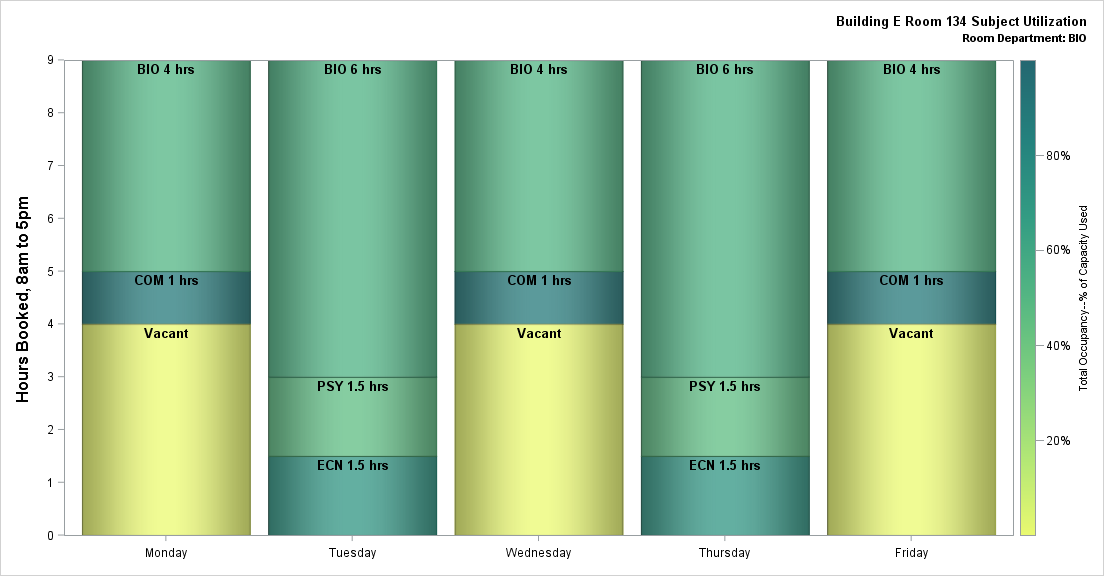 Building E Room 134 Subject Utilization
Room Department: BIO
Hours Booked, 8am to 5pm
9
8
7
6
5
4
3
2
1
0
BIO 4 hrs
COM 1 hrs
Vacant
BIO 6 hrs
PSY 1.5 hrs
ECN 1.5 hrs
BIO 4 hrs
COM 1 hrs
Vacant
BIO 6 hrs
PSY 1.5 hrs
ECN 1.5 hrs
BIO 4 hrs
COM 1 hrs
Vacant
Monday
Tuesday
Wednesday
Thursday
Friday
80%
60%
40%
20%
Total Occupancy--% of Capacity Used